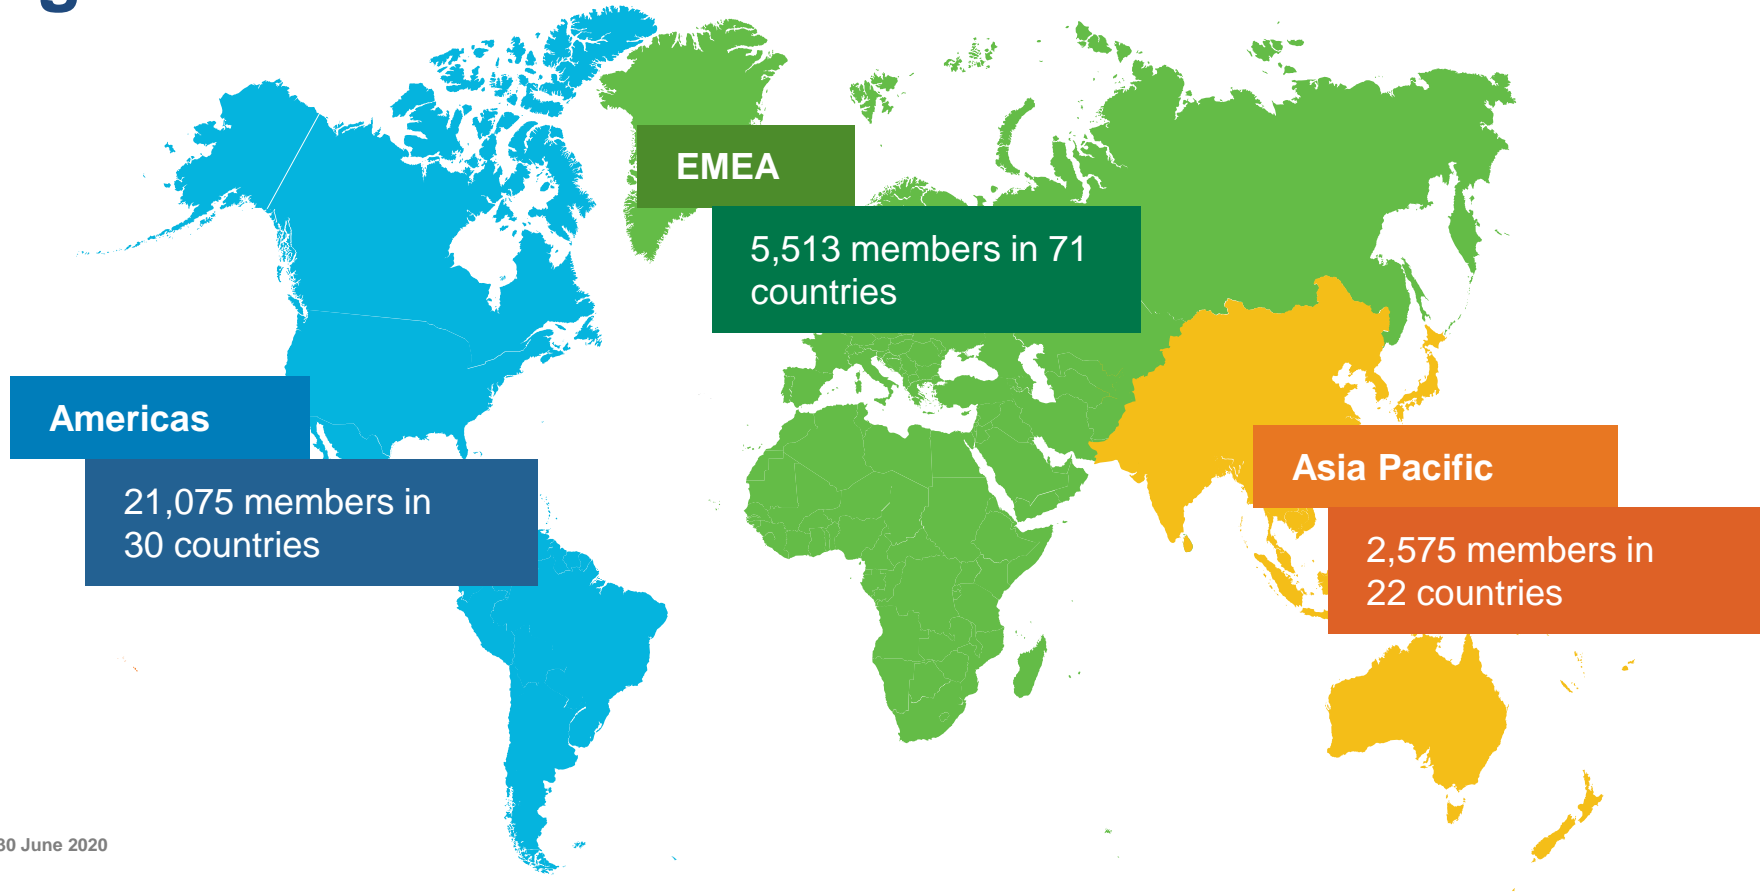 EMEA
5,513 members in 71
countries
Americas
21,075 members in
30 countries
Asia Pacific
2,575 members in
22 countries
30 June 2020